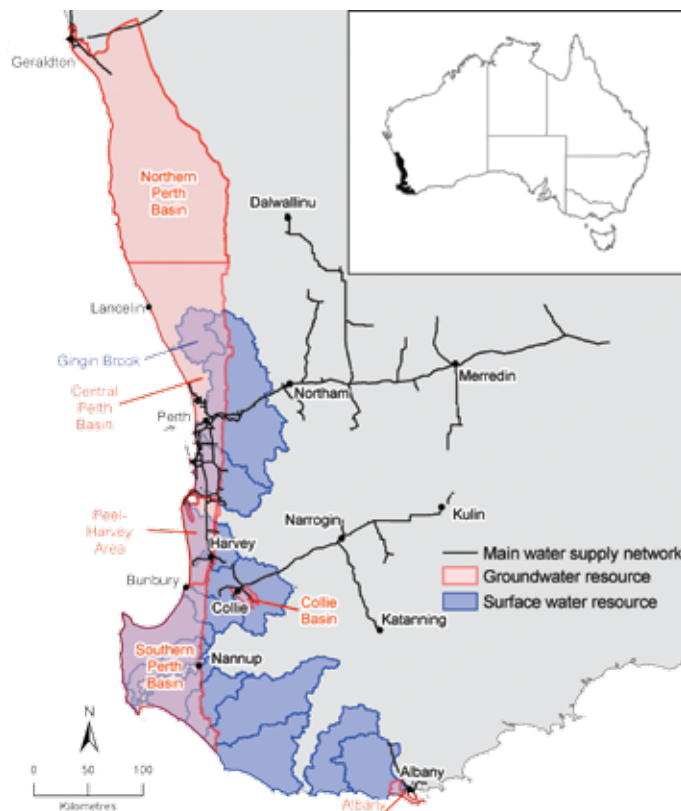 Geraldton
Northern
Perth
Basin
Dalwallinu
Lancelin
Gingin Brook
Central
Perth
Basin
Merredin
Northam
Perth
Peel-
Harvey
Area
Narrogin
Kulin
Harvey
Main water supply network
Groundwater resource
Surface water resource
Bunbury
Collie
Collie
Basin
Katanning
Southern
Perth
Basin
Nannup
N
0 50 100
Kilometres
Albany
"C"
Albany